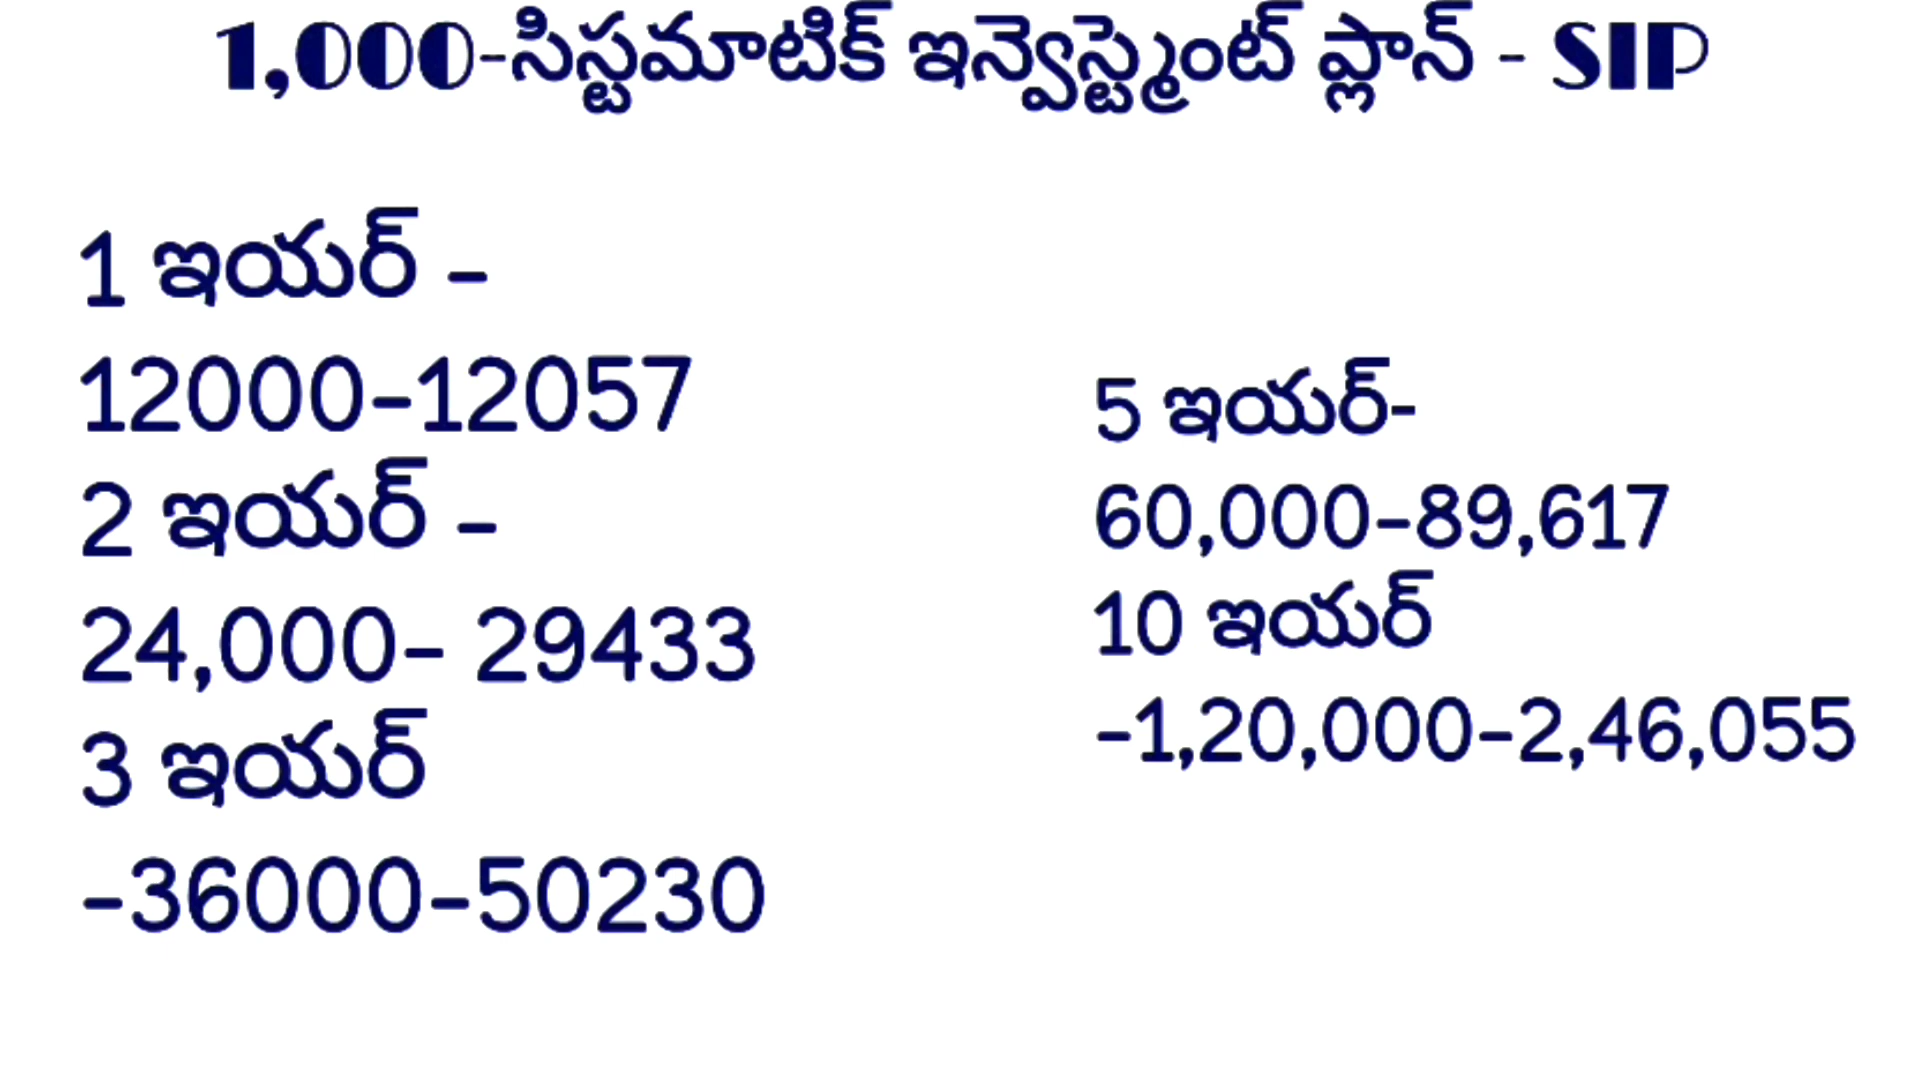 1,000-సిస్టమాటిక్ ఇన్వెస్ట్మెంట్ ప్లాన్ - SIP
1 ఇయర్ –
12000–12057
2 ఇయర్ –
24,000– 29433
3 ఇయర్
–36000–50230
5 ఇయర్-
60,000–89,617
10 ఇయర్
–1,20,000–2,46,055